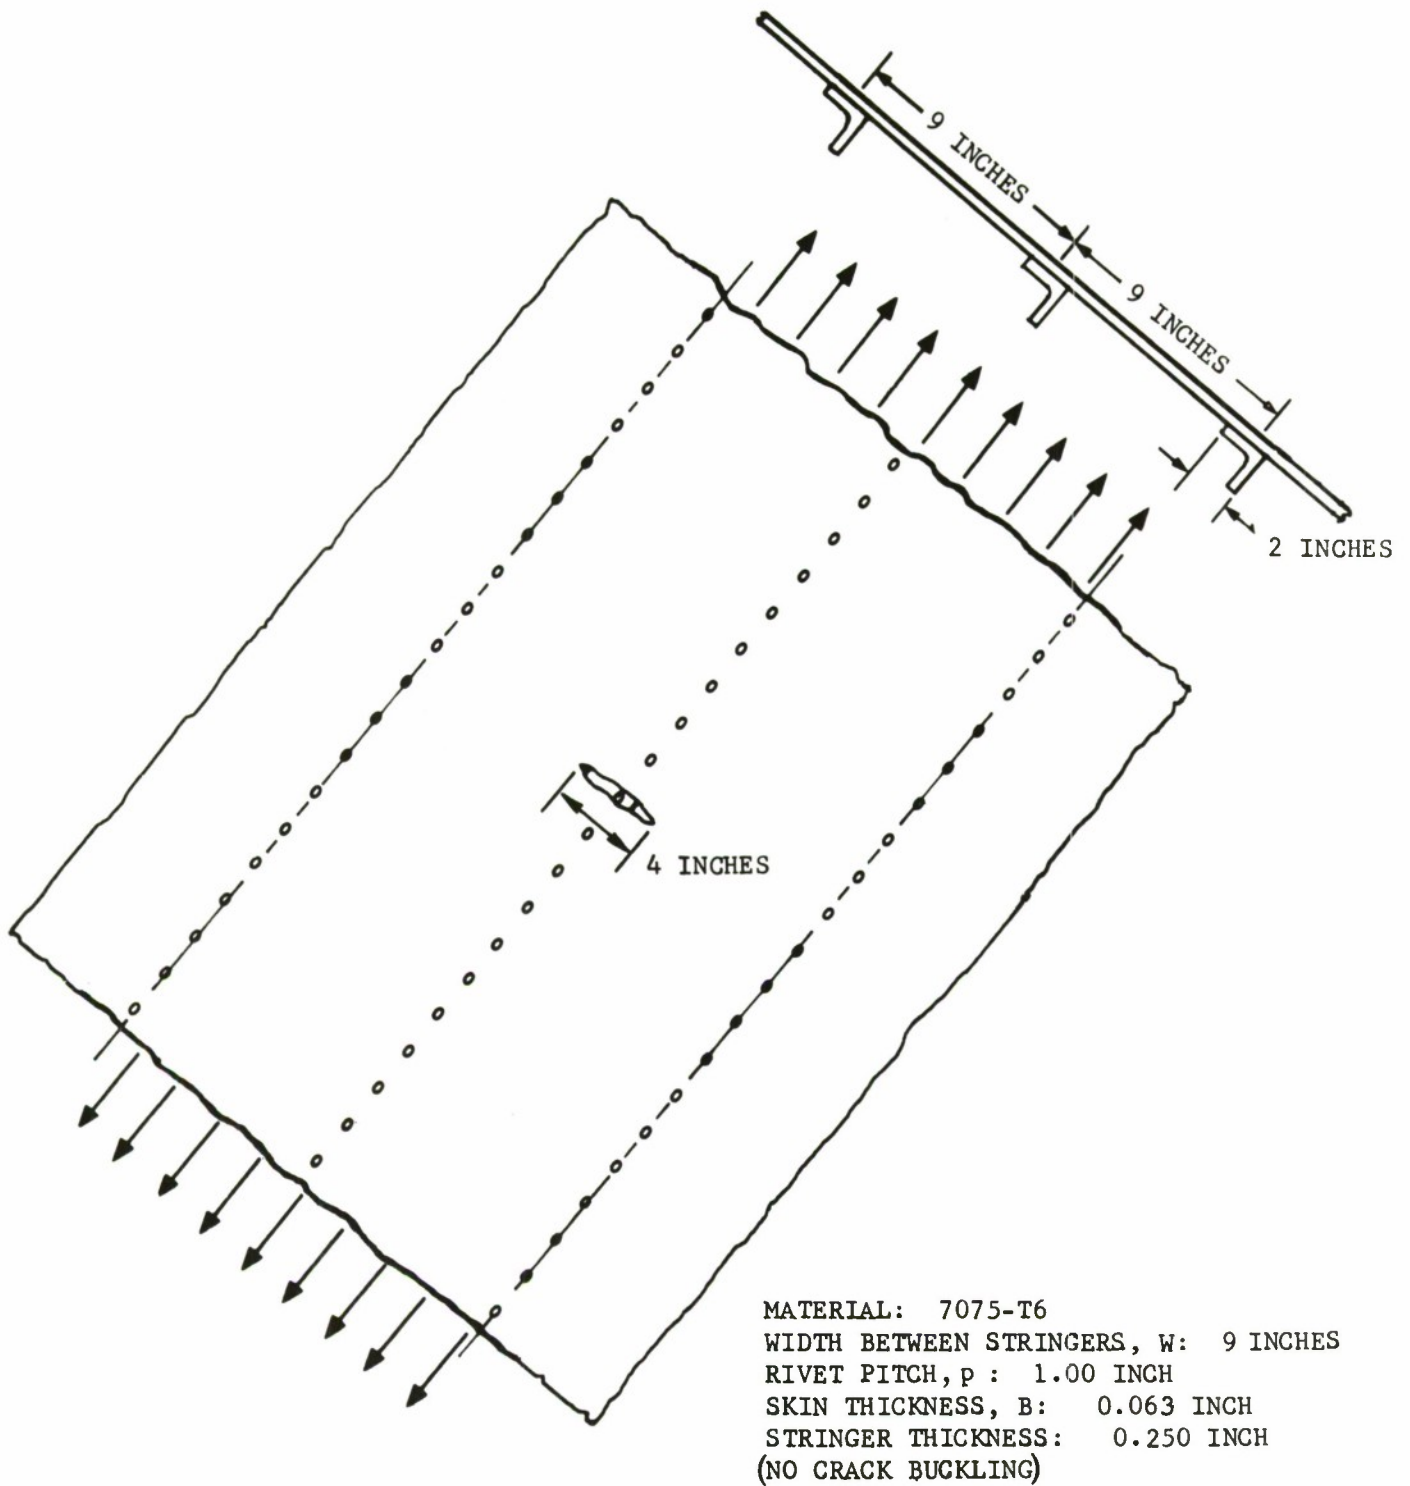 9 INCHES
9 INCHES
2 INCHES
4 INCHES
MATERIAL: 7075-T6
WIDTH BETWEEN STRINGERS, W: 9 INCHES
RIVET PITCH, p : 1.00 INCH
SKIN THICKNESS, B: 0.063 INCH
STRINGER THICKNESS: 0.250 INCH
(NO CRACK BUCKLING)